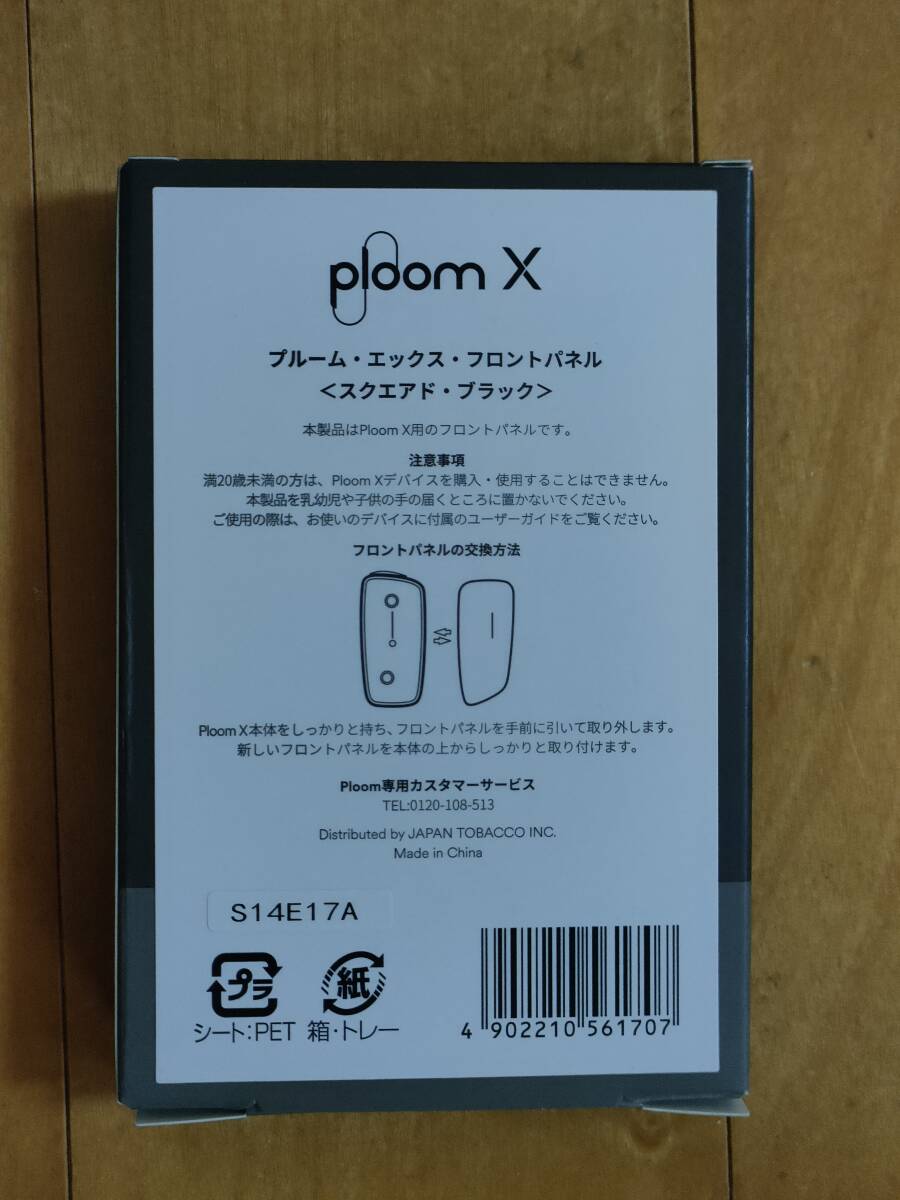 ploom X
プルーム・エックス・フロントパネル
＜スクエアド・ブラック＞
本製品はPloom X用のフロントパネルです。
注意事項
満20歳未満の方は、Ploom Xデバイスを購入・使用することはできません。
本製品を乳幼児や子供の手の届くところに置かないでください。
ご使用の際は、お使いのデバイスに付属のユーザーガイドをご覧ください。
フロントパネルの交換方法
Ploom X本体をしっかりと持ち、フロントパネルを手前に引いて取り外します。
新しいフロントパネルを本体の上からしっかりと取り付けます。
Ploom専用カスタマーサービス
TEL:0120-108-513
Distributed by JAPAN TOBACCO INC.
Made in China
S14E17A
プラ 紙
シート:PET 箱・トレー
4 902210 561707